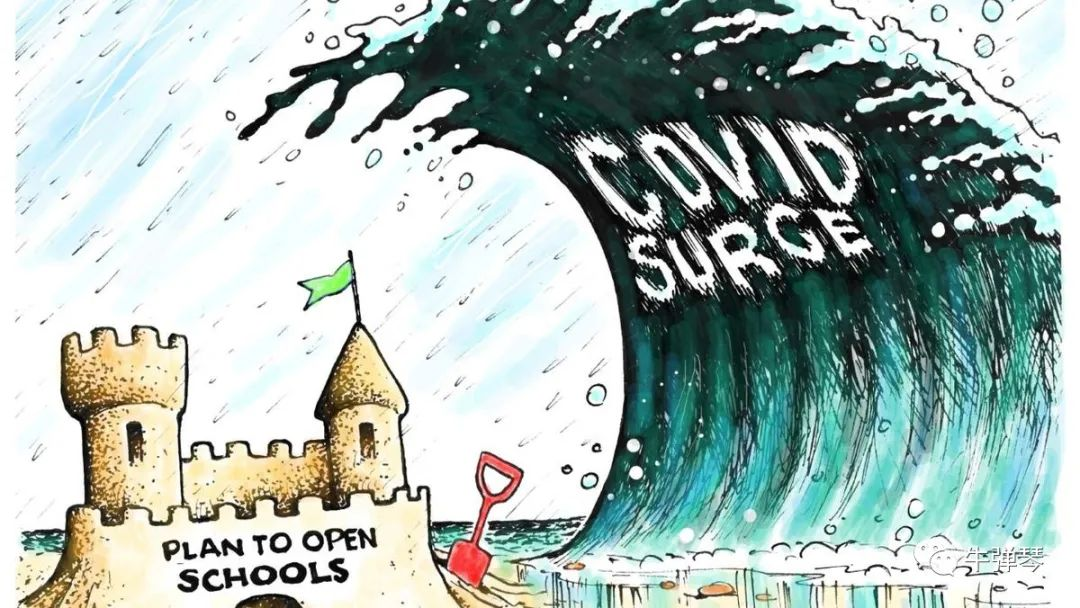 COVID
SURGE
PLAN TO OPEN
SCHOOLS
牛弹琴